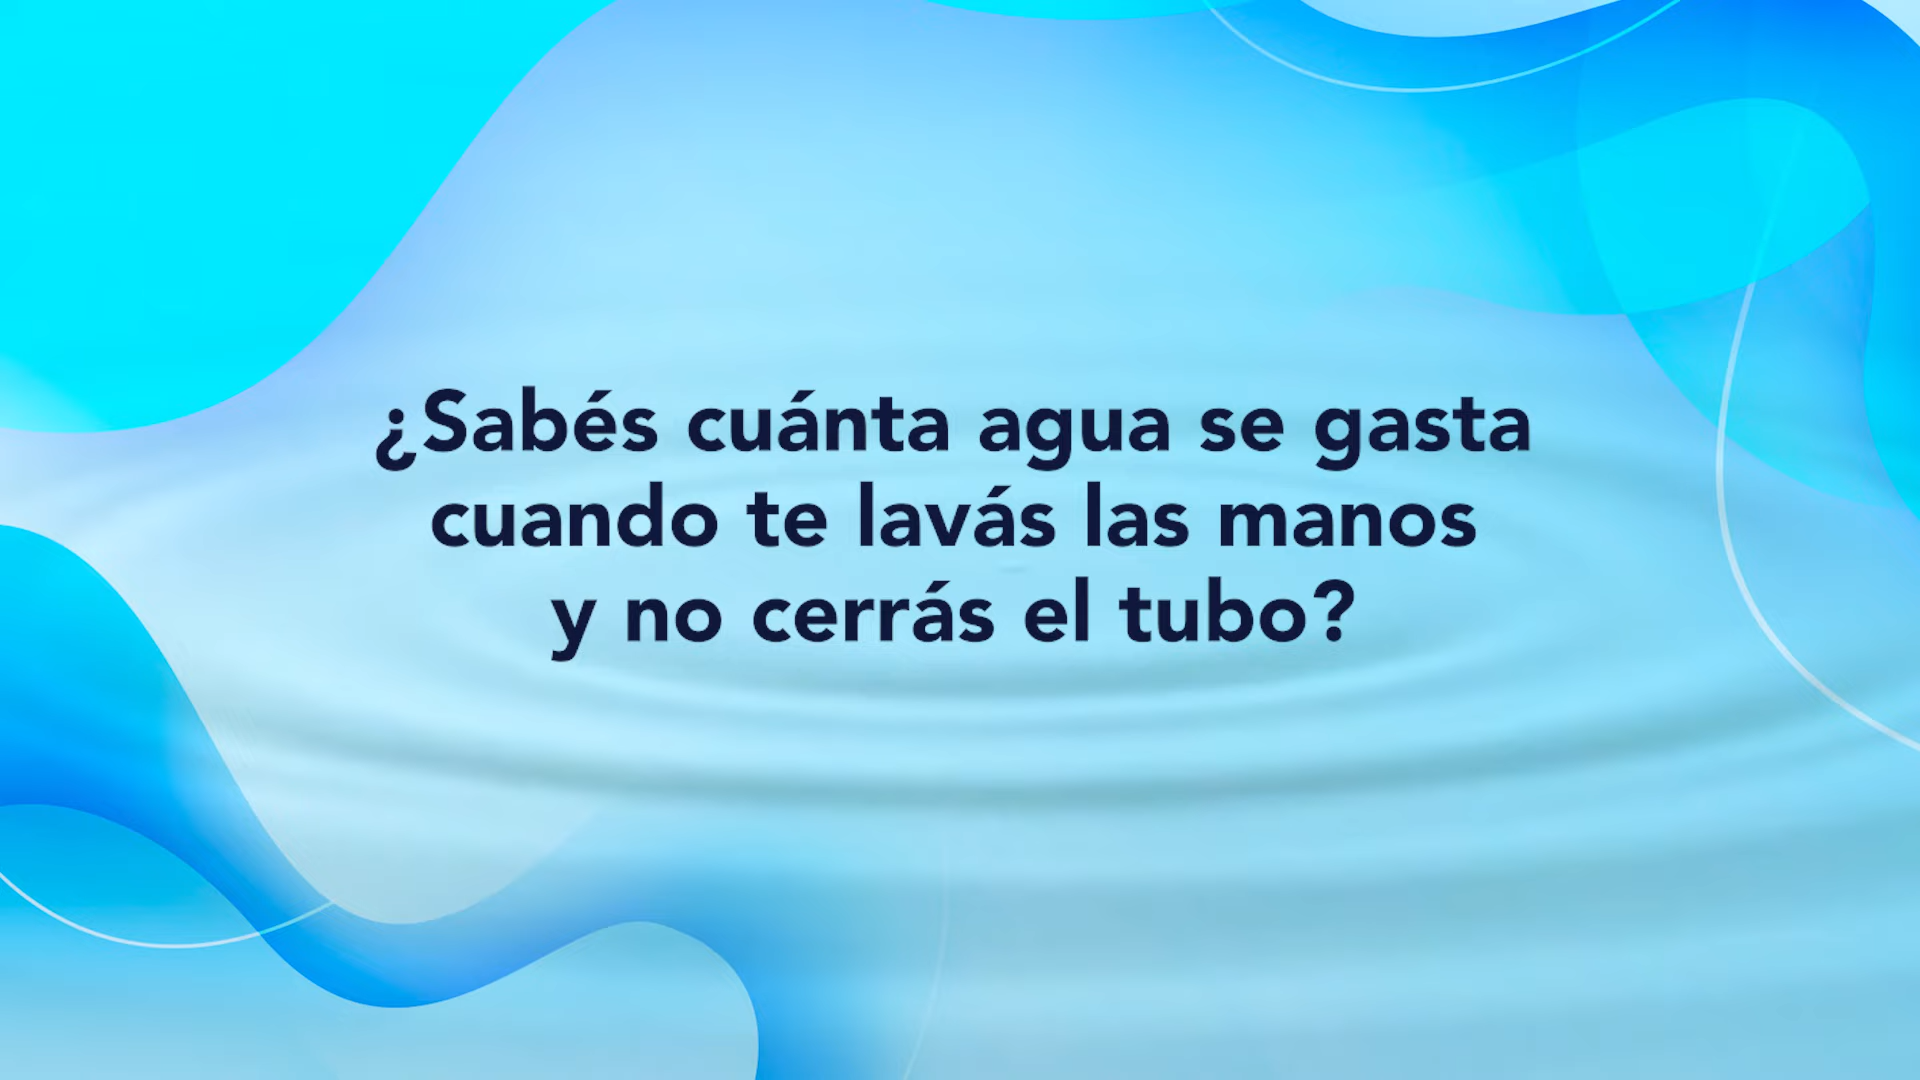 ¿Sabés cuánta agua se gasta
cuando te lavás las manos
y no cerrás el tubo?